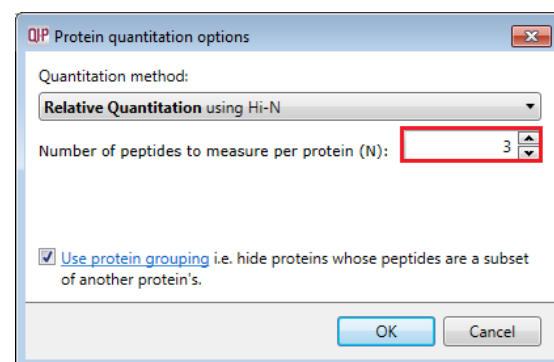 QIP Protein quantitation options
Quantitation method:
Relative Quantitation using Hi-N
Number of peptides to measure per protein (N): 3
Use protein grouping i.e. hide proteins whose peptides are a subset
of another protein's.
OK Cancel